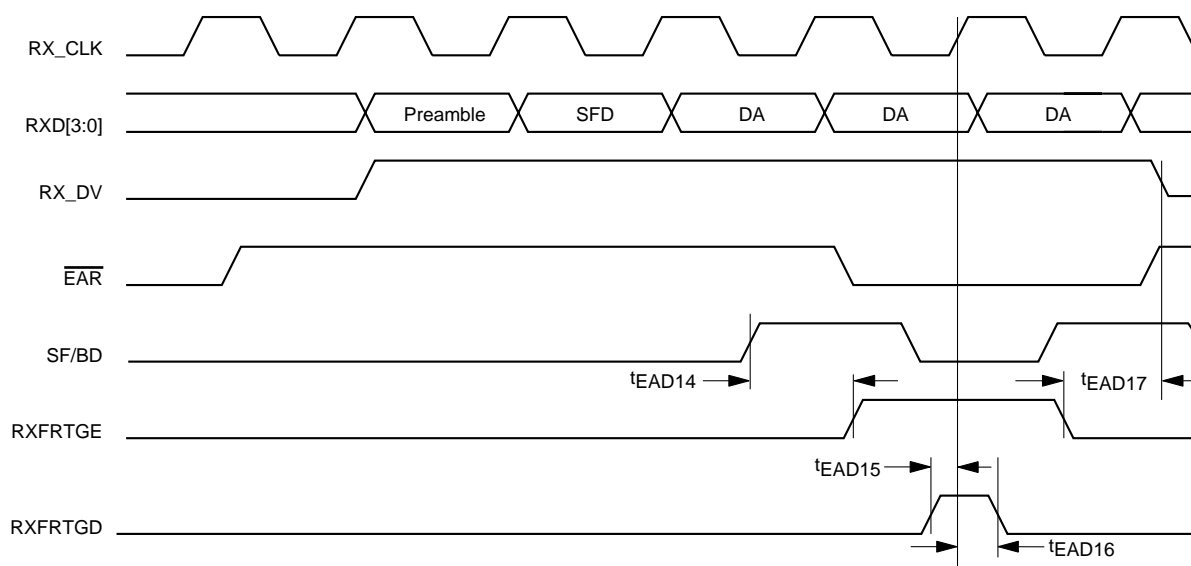 RX_CLK
RXD[3:0]
Preamble
SFD
DA
DA
DA
RX_DV
EAR
SF/BD
tEAD14
tEAD17
RXFRTGE
tEAD15
RXFRTGD
tEAD16